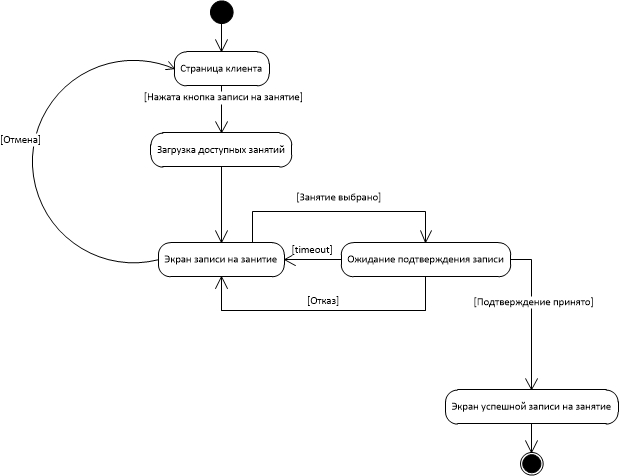 Страница клиента
[Нажата кнопка записи на занятие]
[Отмена]
Загрузка доступных занятий
[Занятие выбрано]
[timeout]
Экран записи на занитие
Ожидание подтверждения записи
[Отказ]
[Подтверждение принято]
Экран успешной записи на занятие